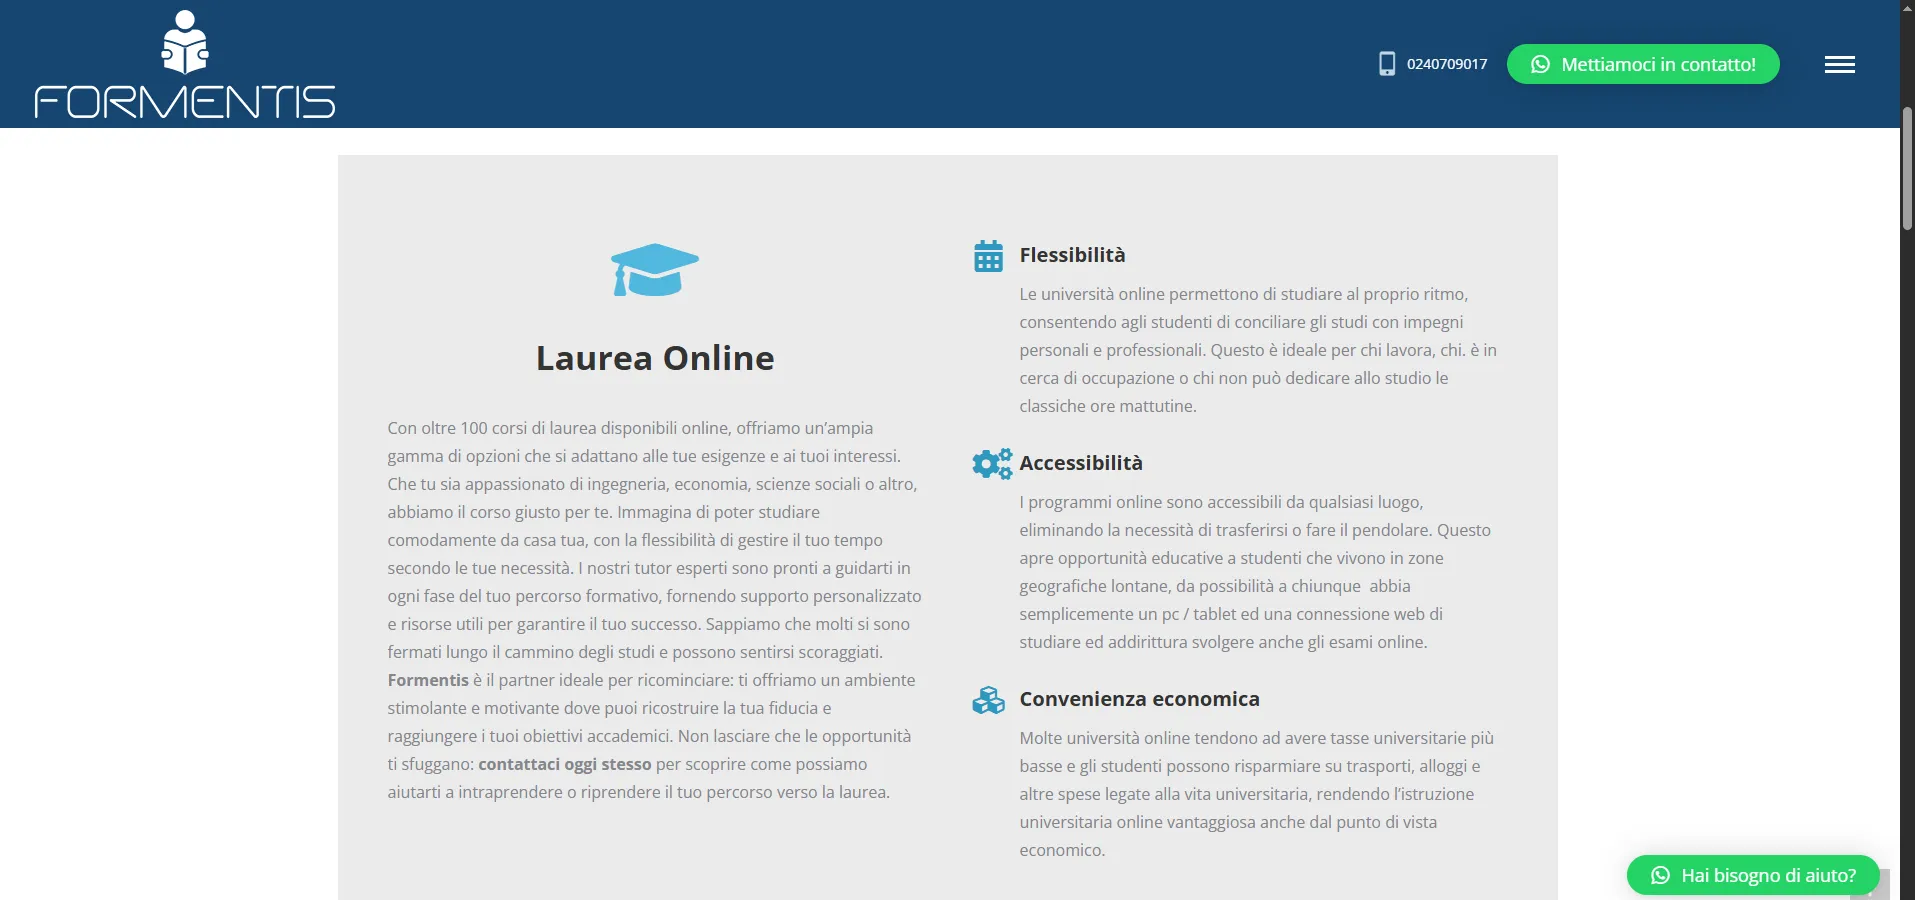 FORMENTIS
0240709017
Mettiamoci in contatto!
Laurea Online
Con oltre 100 corsi di laurea disponibili online, offriamo un’ampia
gamma di opzioni che si adattano alle tue esigenze e ai tuoi interessi.
Che tu sia appassionato di ingegneria, economia, scienze sociali o altro,
abbiamo il corso giusto per te. Immagina di poter studiare
comodamente da casa tua, con la flessibilità di gestire il tuo tempo
secondo le tue necessità. I nostri tutor esperti sono pronti a guidarti in
ogni fase del tuo percorso formativo, fornendo supporto personalizzato
e risorse utili per garantire il tuo successo. Sappiamo che molti si sono
fermati lungo il cammino degli studi e possono sentirsi scoraggiati.
Formentis è il partner ideale per ricominciare: ti offriamo un ambiente
stimolante e motivante dove puoi ricostruire la tua fiducia e
raggiungere i tuoi obiettivi accademici. Non lasciare che le opportunità
ti sfuggano: contattaci oggi stesso per scoprire come possiamo
aiutarti a intraprendere o riprendere il tuo percorso verso la laurea.
Flessibilità
Le università online permettono di studiare al proprio ritmo,
consentendo agli studenti di conciliare gli studi con impegni
personali e professionali. Questo è ideale per chi lavora, chi. è in
cerca di occupazione o chi non può dedicare allo studio le
classiche ore mattutine.
Accessibilità
I programmi online sono accessibili da qualsiasi luogo,
eliminando la necessità di trasferirsi o fare il pendolare. Questo
apre opportunità educative a studenti che vivono in zone
geografiche lontane, da possibilità a chiunque  abbia
semplicemente un pc / tablet ed una connessione web di
studiare ed addirittura svolgere anche gli esami online.
Convenienza economica
Molte università online tendono ad avere tasse universitarie più
basse e gli studenti possono risparmiare su trasporti, alloggi e
altre spese legate alla vita universitaria, rendendo l’istruzione
universitaria online vantaggiosa anche dal punto di vista
economico.
Hai bisogno di aiuto?